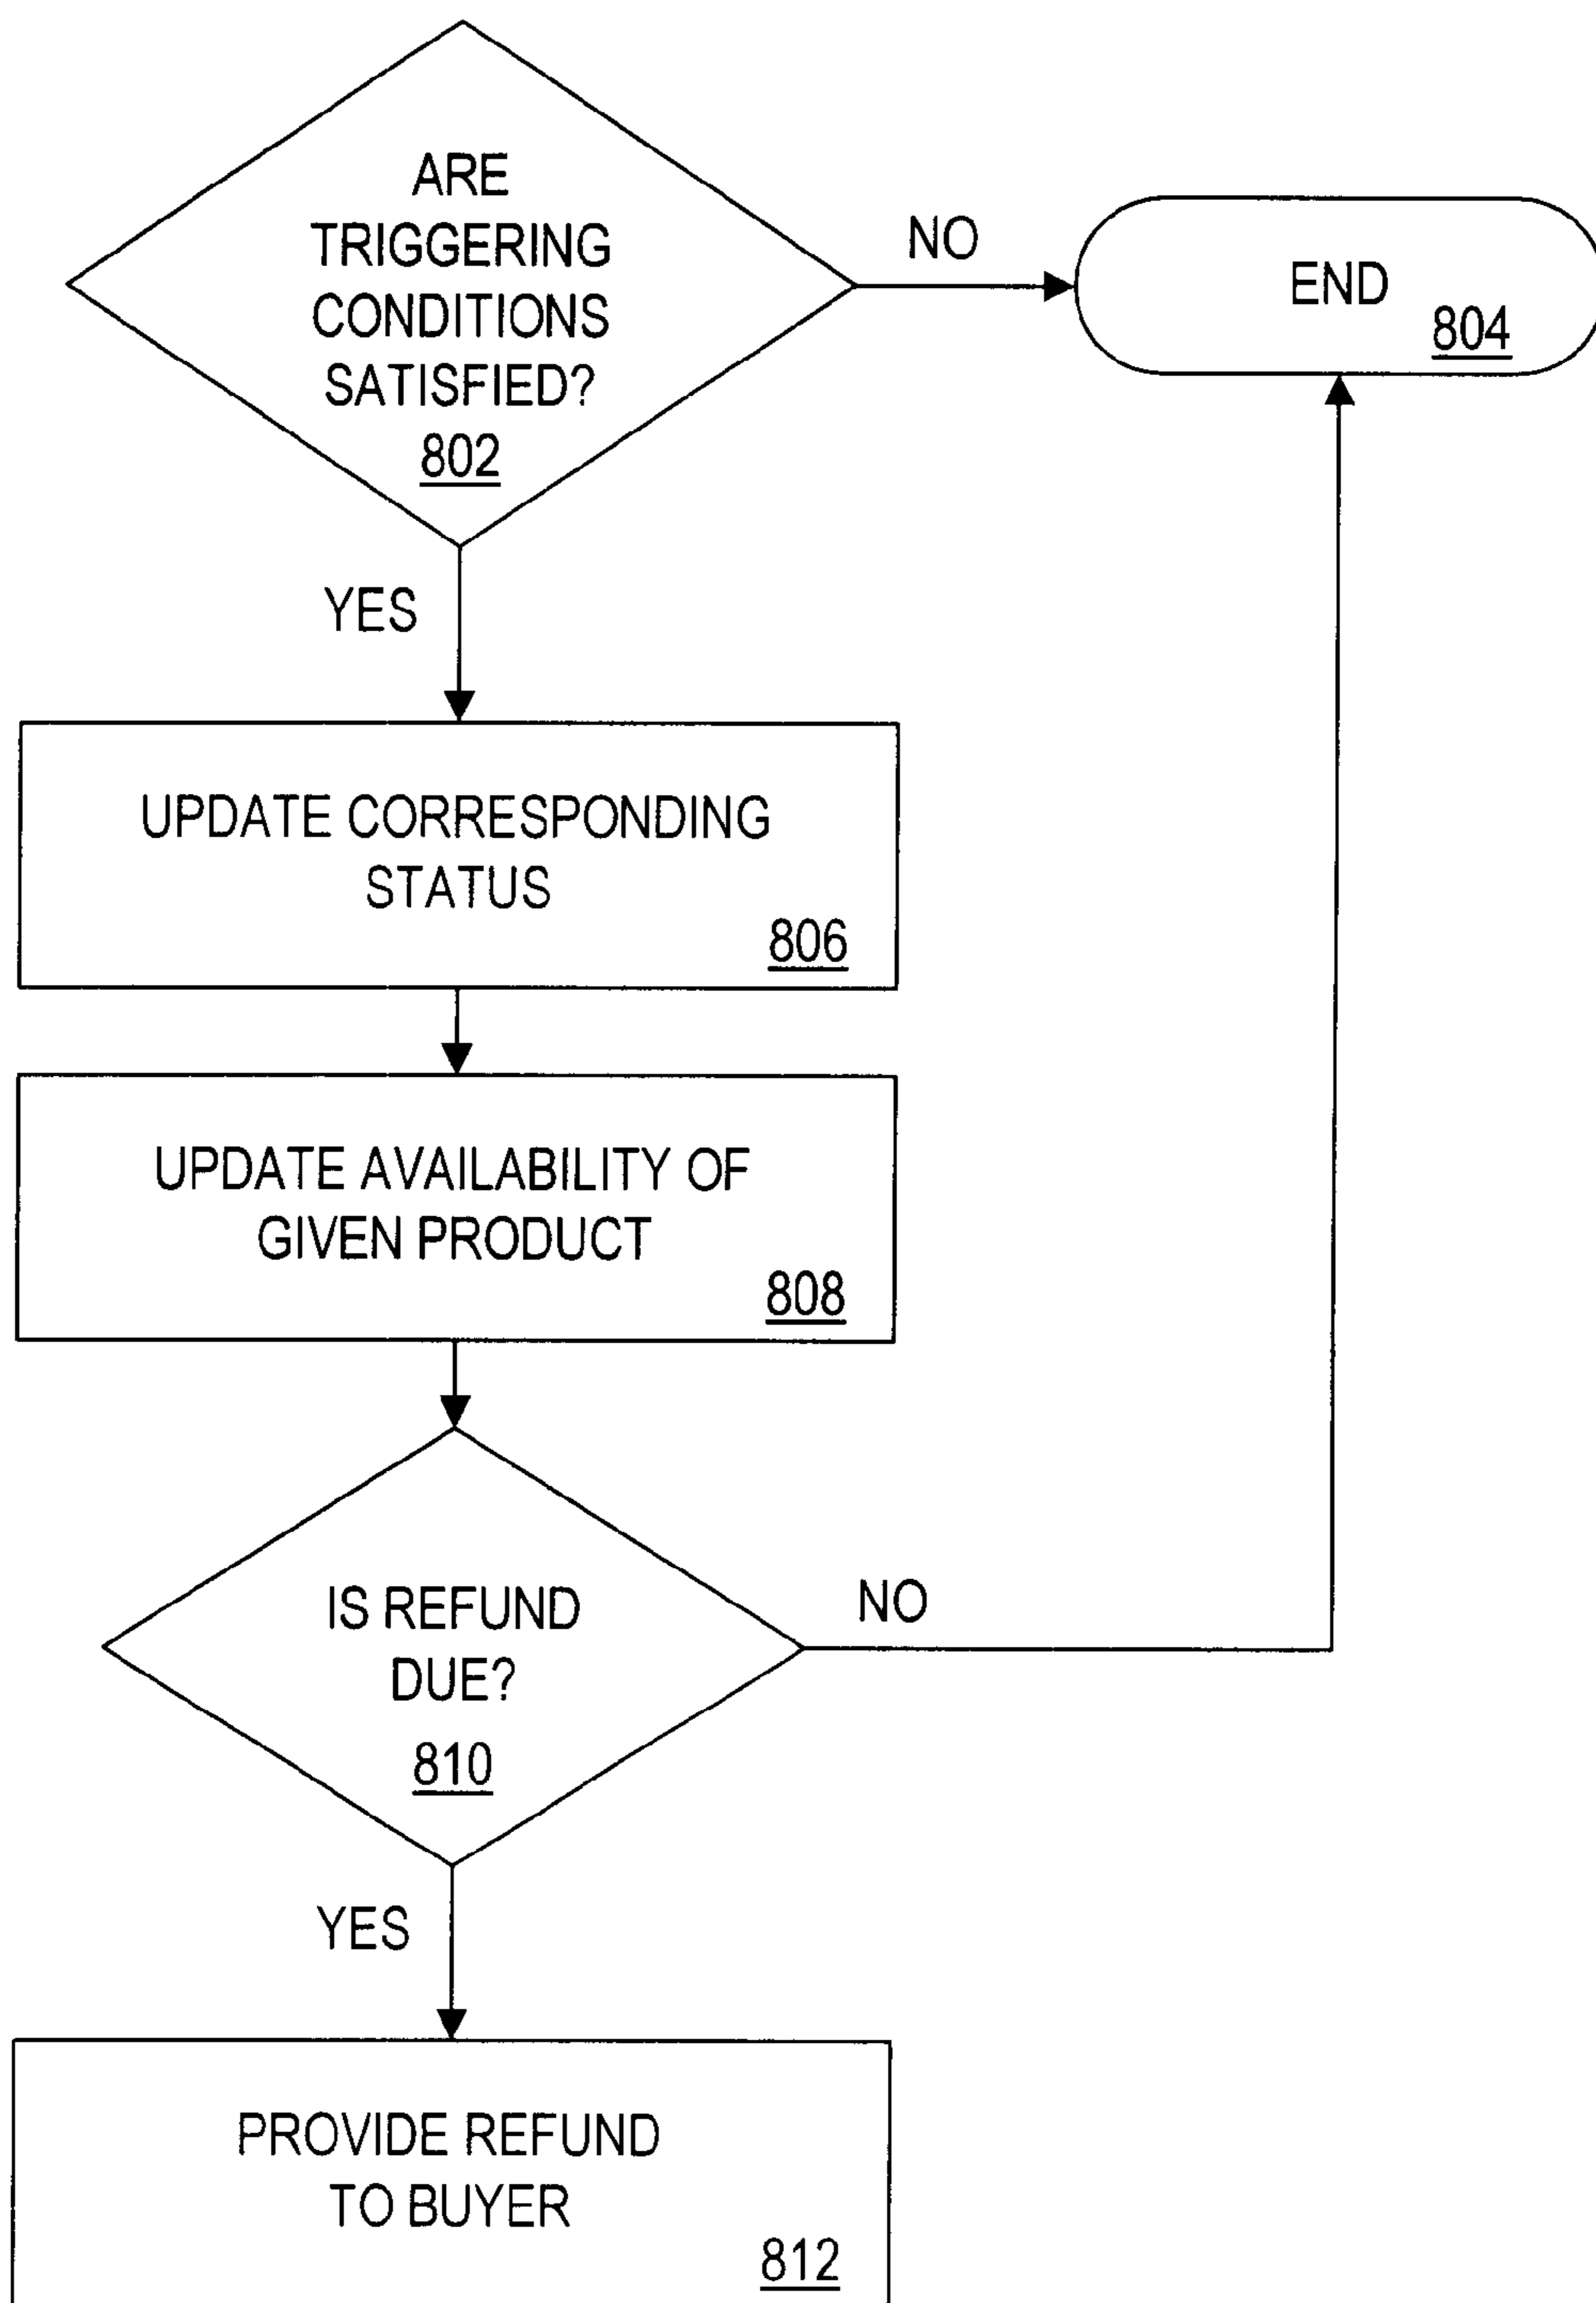 ARE
TRIGGERING
CONDITIONS
SATISFIED?
802
NO
END
804
YES
UPDATE CORRESPONDING
STATUS
806
UPDATE AVAILABILITY OF
GIVEN PRODUCT
808
IS REFUND
DUE?
810
NO
YES
PROVIDE REFUND
TO BUYER
812